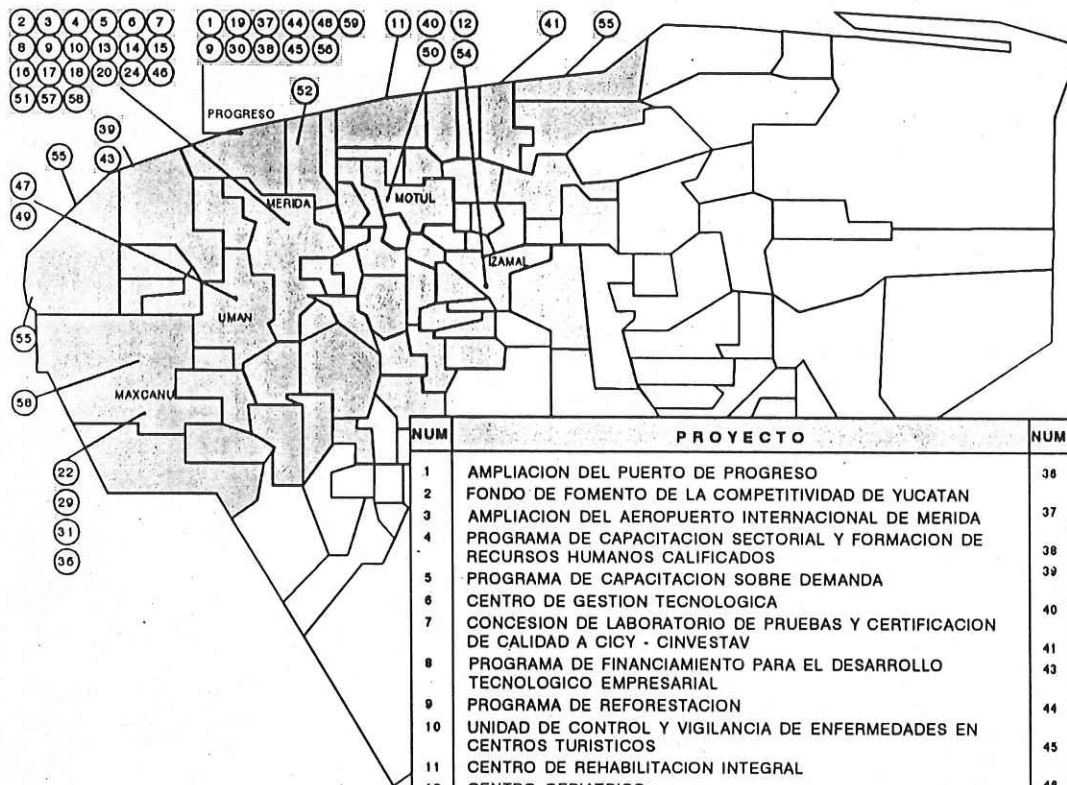 2 3 4 5 6 7
8 9 10 13 14 15
16 17 18 20 24 46
51 57 58
1 19 37 44 48 59
9 30 38 45 56
11 40 12
50 54
41
55
52
PROGRESO
39
43
55
47
49
MERIDA
MOTUL
IZAMAL
UMAN
55
58
MAXCANU
22
29
31
36
NUM PROYECTO NUM
1 AMPLIACION DEL PUERTO DE PROGRESO 36
2 FONDO DE FOMENTO DE LA COMPETITIVIDAD DE YUCATAN
3 AMPLIACION DEL AEROPUERTO INTERNACIONAL DE MERIDA 37
4 PROGRAMA DE CAPACITACION SECTORIAL Y FORMACION DE
RECURSOS HUMANOS CALIFICADOS 38
39
5 PROGRAMA DE CAPACITACION SOBRE DEMANDA
6 CENTRO DE GESTION TECNOLOGICA 40
7 CONCESION DE LABORATORIO DE PRUEBAS Y CERTIFICACION
DE CALIDAD A CICY - CINVESTAV 41
8 PROGRAMA DE FINANCIAMIENTO PARA EL DESARROLLO 43
TECNOLOGICO EMPRESARIAL
9 PROGRAMA DE REFORESTACION 44
10 UNIDAD DE CONTROL Y VIGILANCIA DE ENFERMEDADES EN
CENTROS TURISTICOS 45
11 CENTRO DE REHABILITACION INTEGRAL